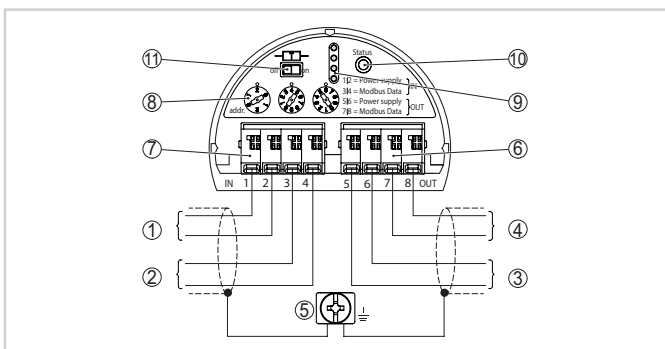 11
Status
10
off on
1|2 = Power supply
IN
3|4 = Modbus Data
8
addr.
5|6 = Power supply
OUT
7|8 = Modbus Data
9
7
6
IN 1 2 3 4 5 6 7 8 OUT
1
4
2
3
5